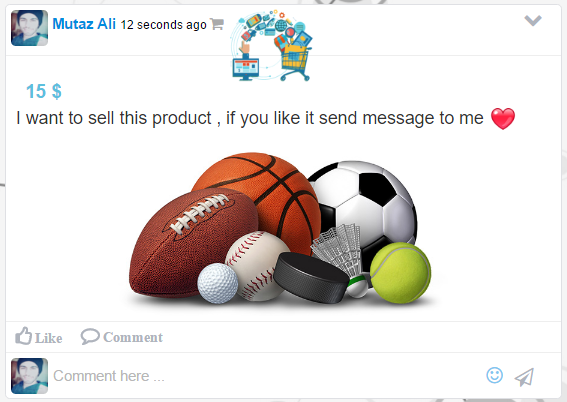 Mutaz Ali 12 seconds ago
15 $
I want to sell this product , if you like it send message to me
Like Comment
Comment here ...